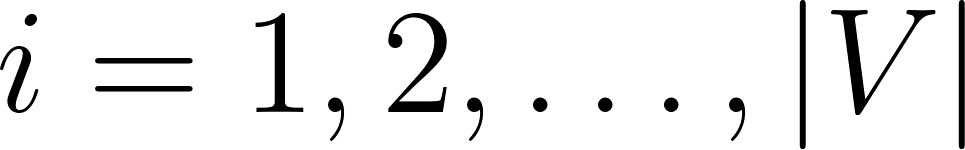 i = 1, 2, . . . , |V|